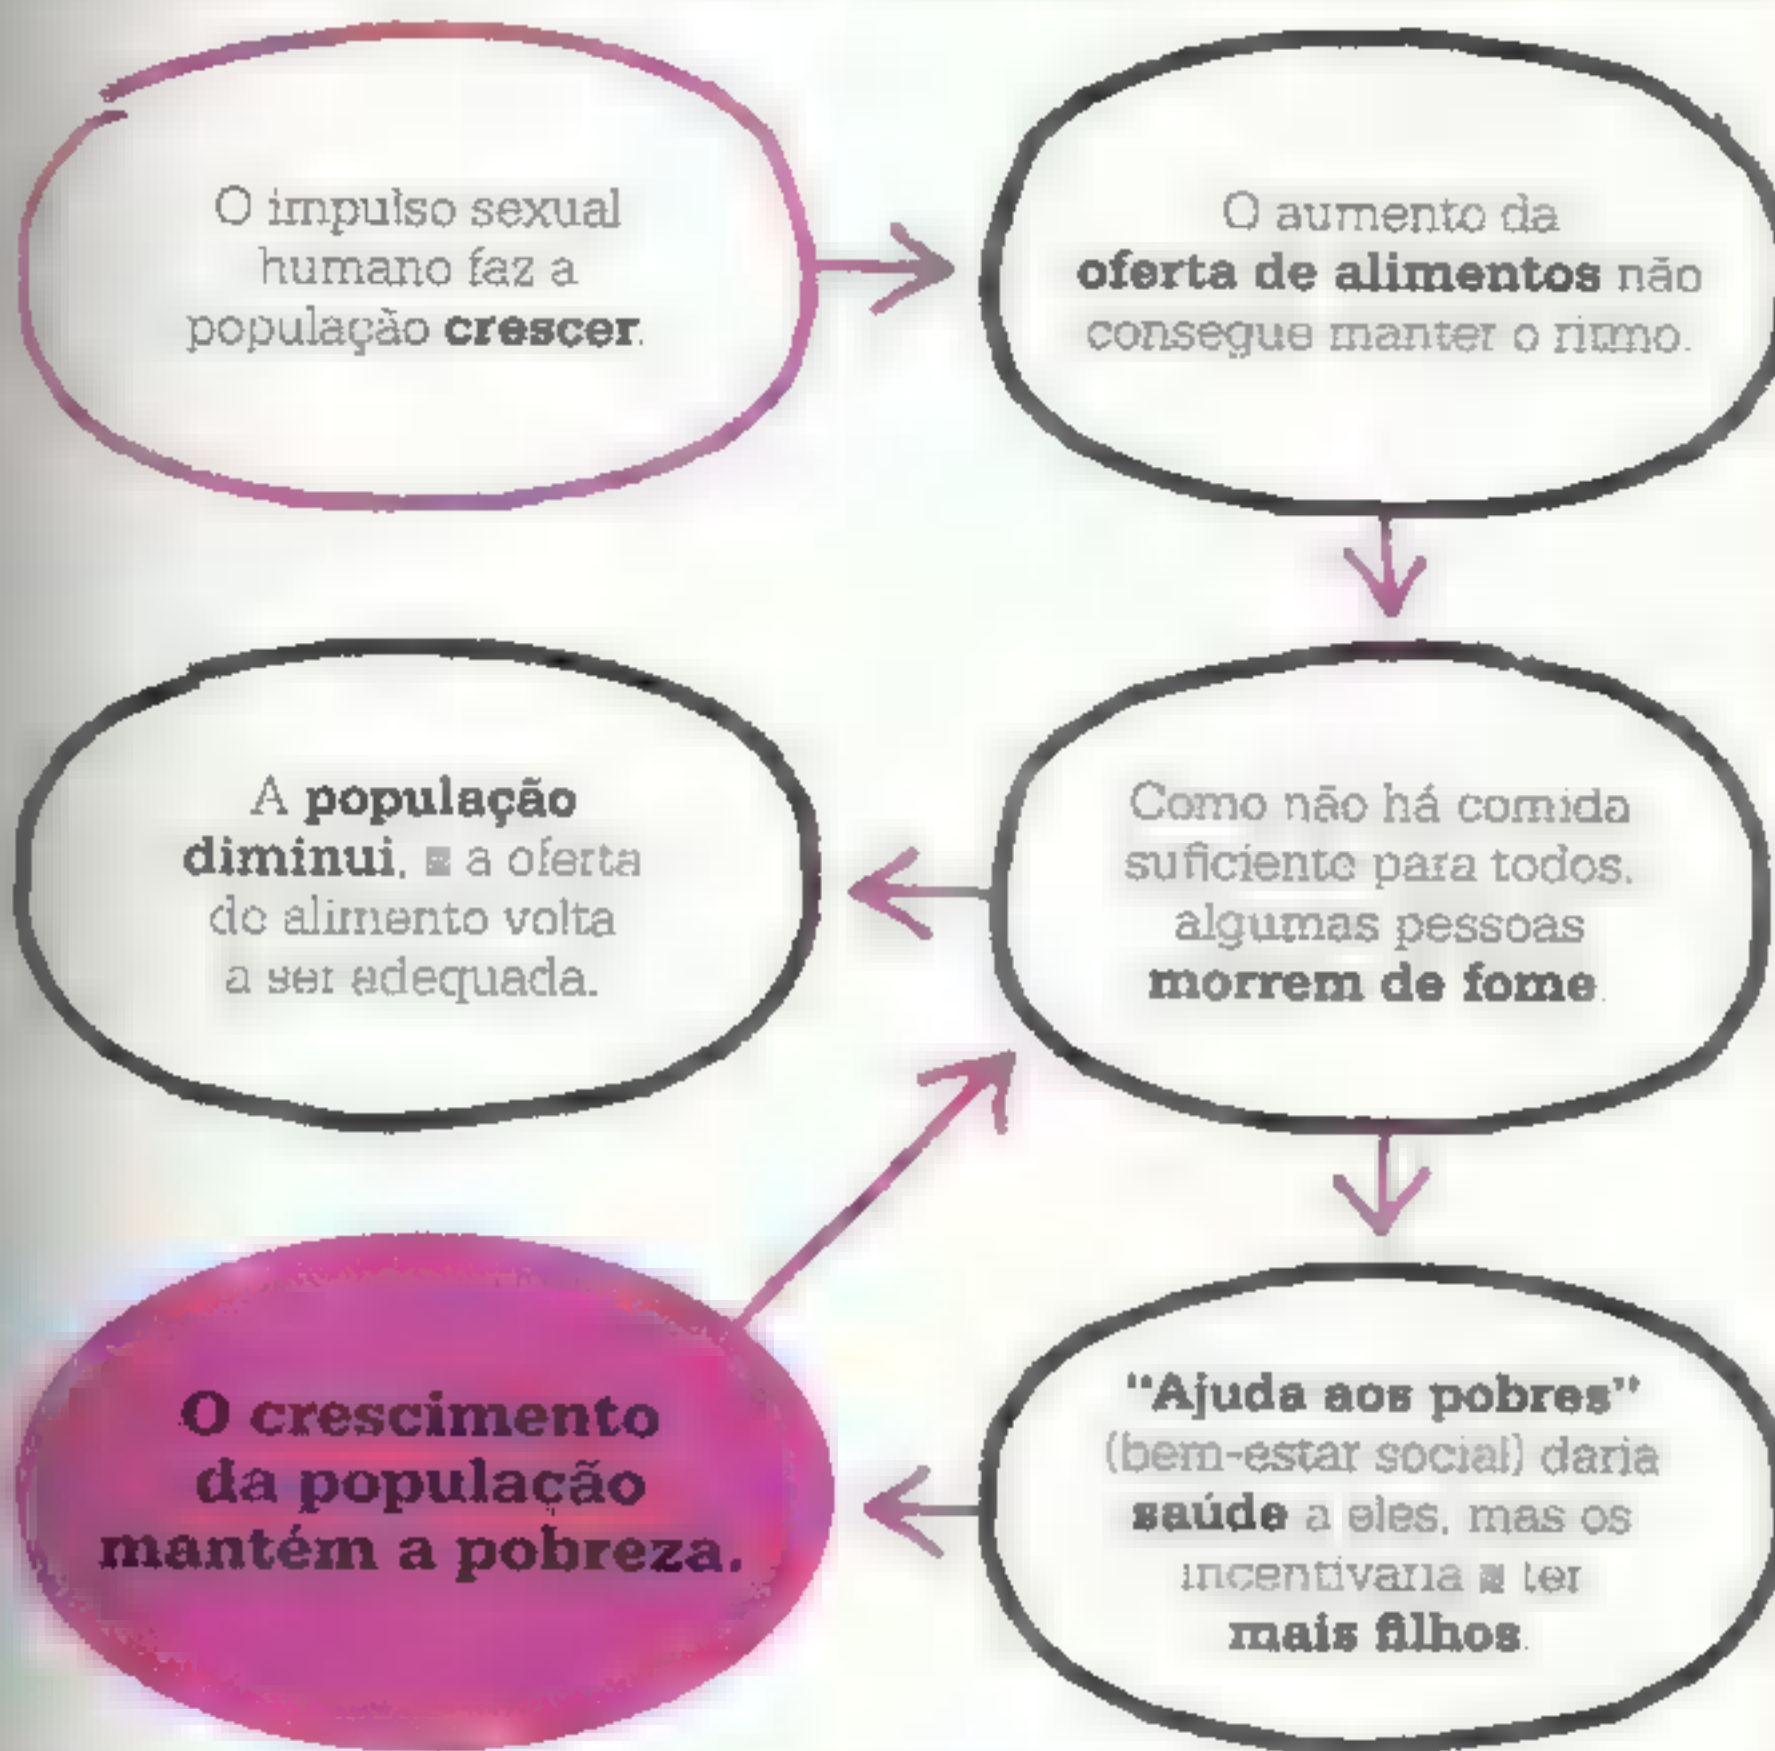 O impulso sexual
humano faz a
população crescer.
O aumento da
oferta de alimentos não
consegue manter o ritmo.
Como não há comida
suficiente para todos,
algumas pessoas
morrem de fome.
A população
diminui, e a oferta
de alimento volta
a ser adequada.
"Ajuda aos pobres"
(bem-estar social) daria
saúde a eles, mas os
incentivaria a ter
mais filhos.
O crescimento
da população
mantém a pobreza.